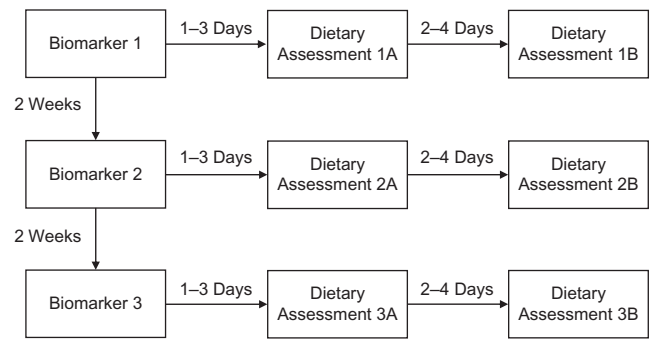 Biomarker 1
1–3 Days
Dietary
Assessment 1A
2–4 Days
Dietary
Assessment 1B
2 Weeks
Biomarker 2
1–3 Days
Dietary
Assessment 2A
2–4 Days
Dietary
Assessment 2B
2 Weeks
Biomarker 3
1–3 Days
Dietary
Assessment 3A
2–4 Days
Dietary
Assessment 3B